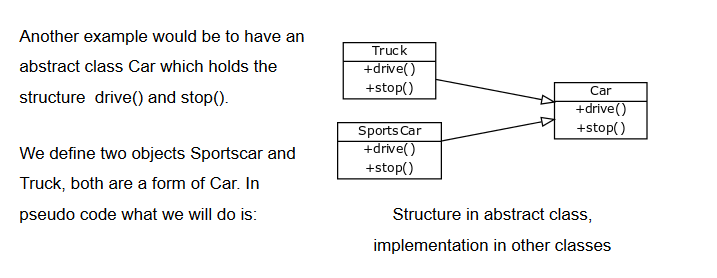 Another example would be to have an
abstract class Car which holds the
structure  drive() and stop().
We define two objects Sportscar and
Truck, both are a form of Car. In
pseudo code what we will do is:
Truck
+drive()
+stop()
SportsCar
+drive()
+stop()
Car
+drive()
+stop()
Structure in abstract class,
implementation in other classes